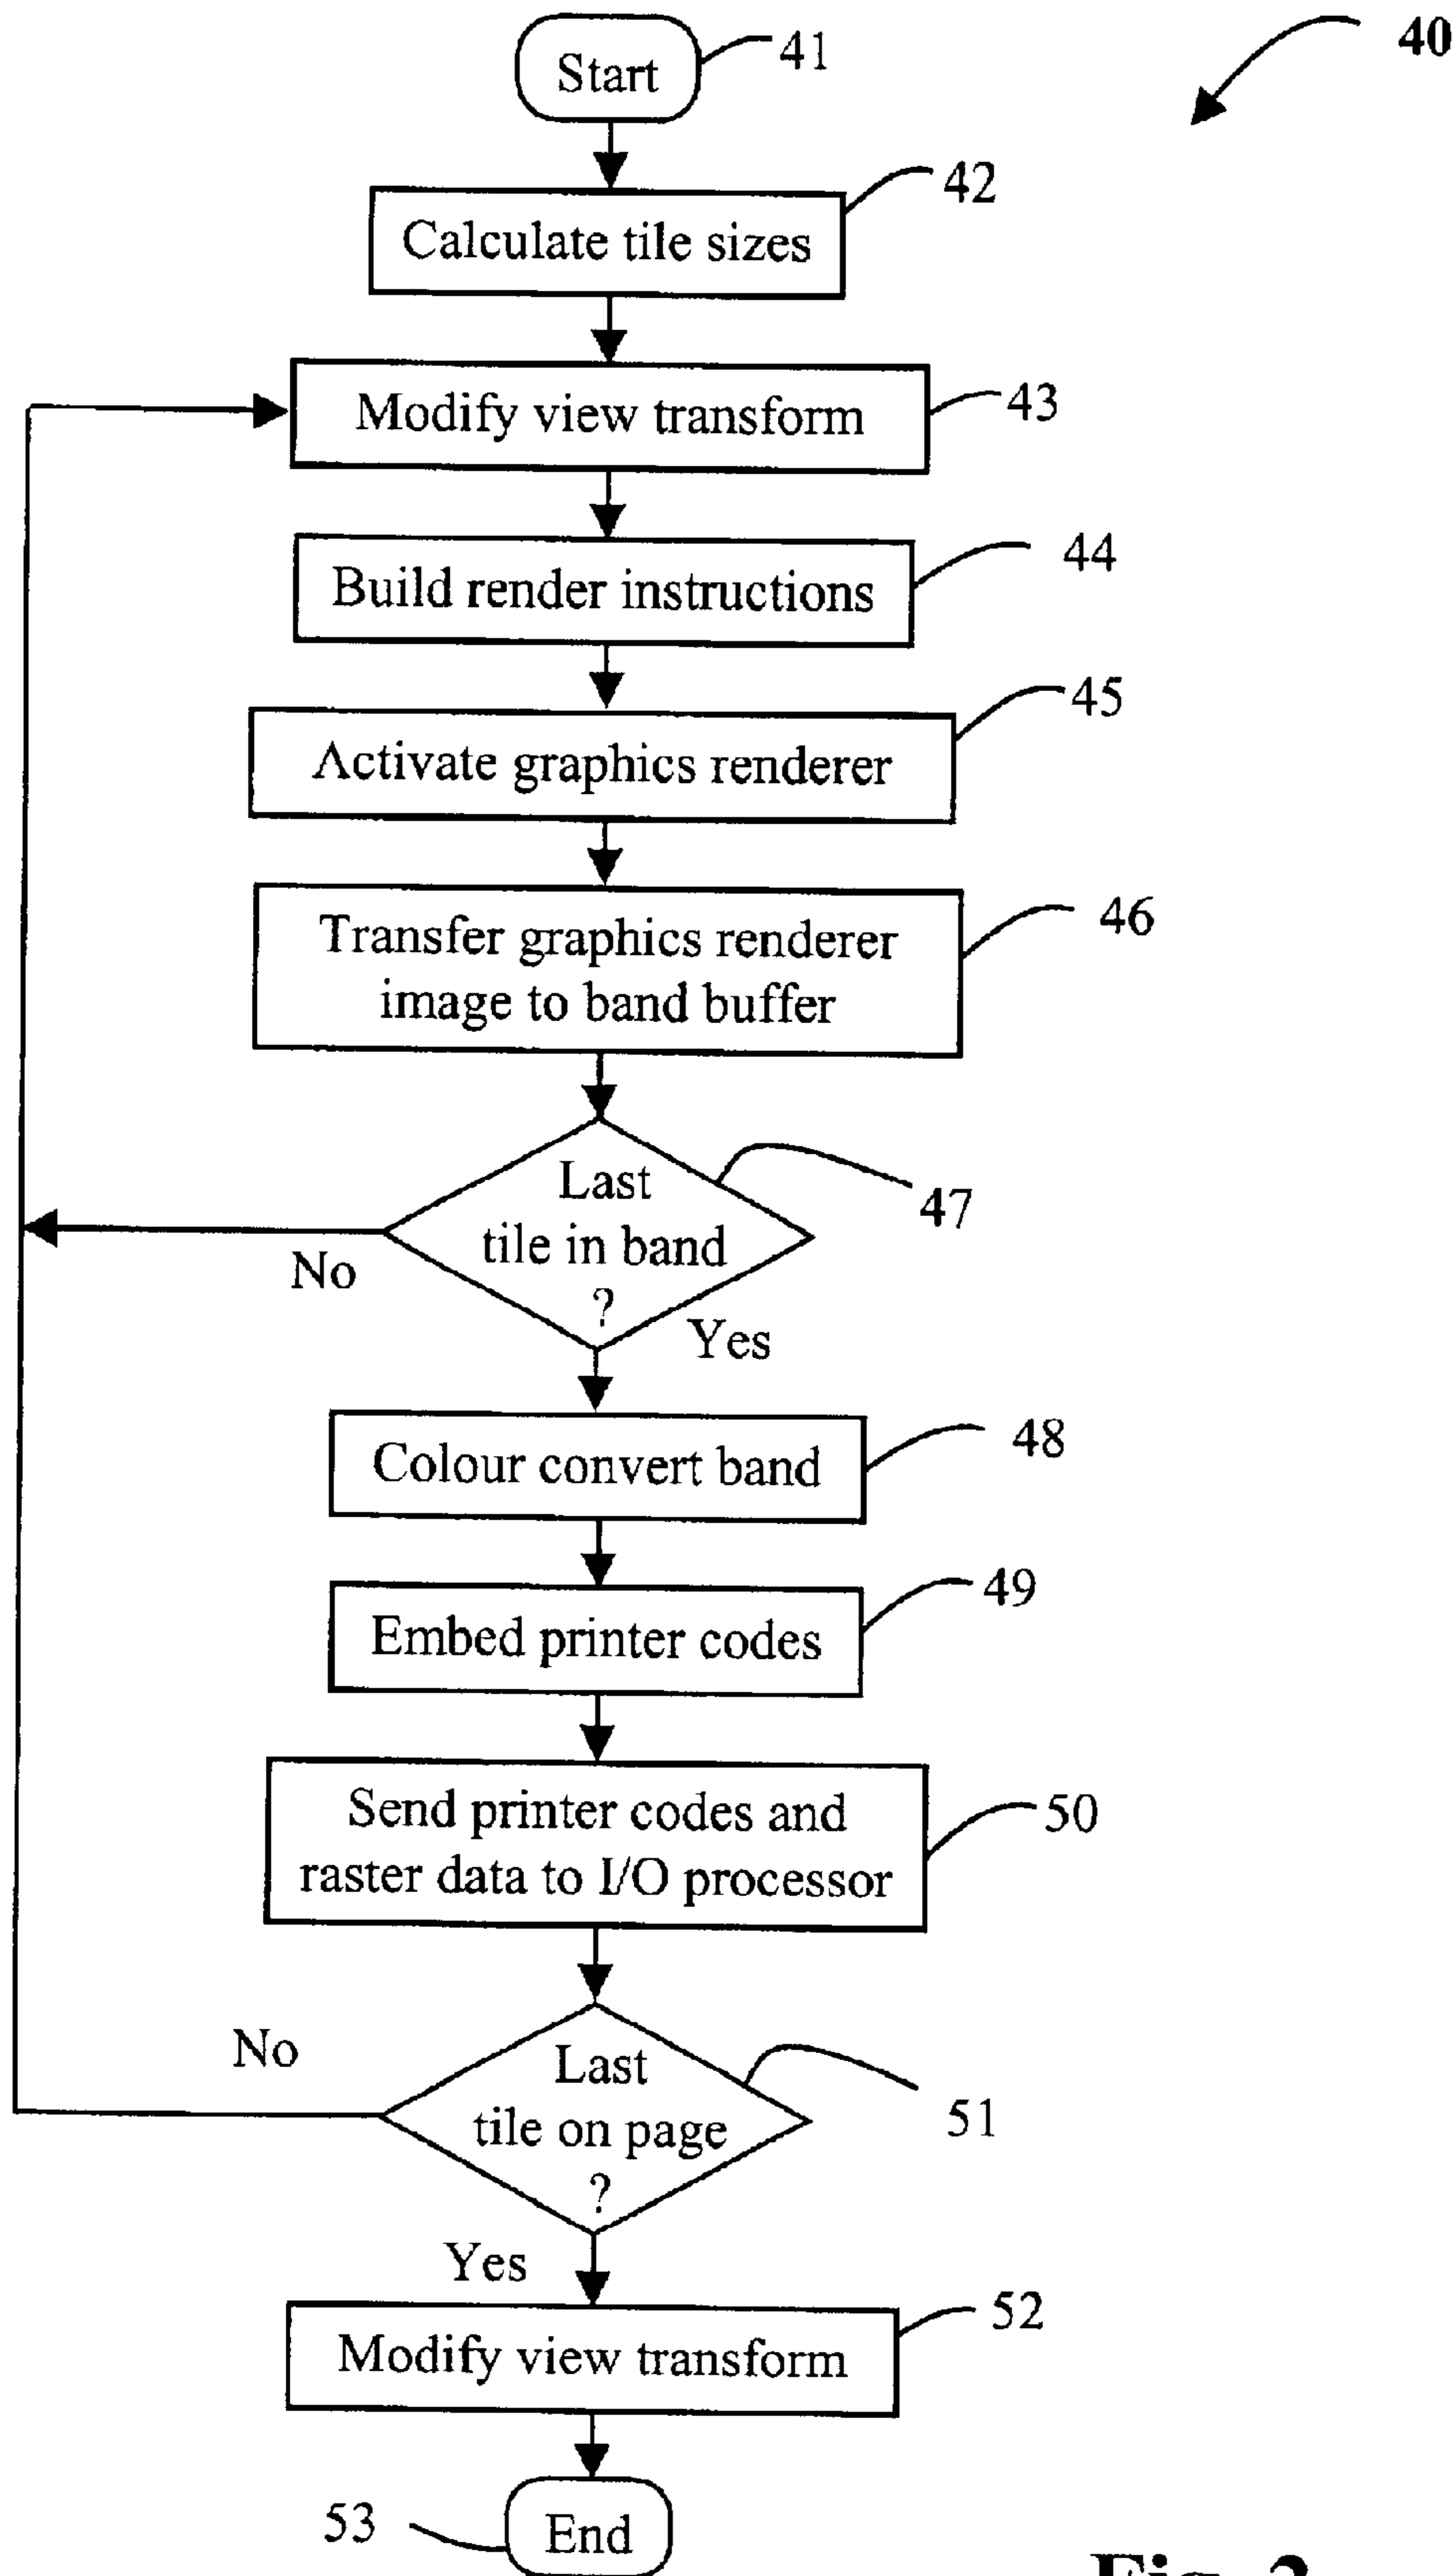 40
Start
41
Calculate tile sizes
42
Modify view transform
43
Build render instructions
44
Activate graphics renderer
45
Transfer graphics renderer
image to band buffer
46
Last
tile in band
?
47
No
Yes
Colour convert band
48
Embed printer codes
49
Send printer codes and
raster data to I/O processor
50
Last
tile on page
?
51
No
Yes
Modify view transform
52
End
53